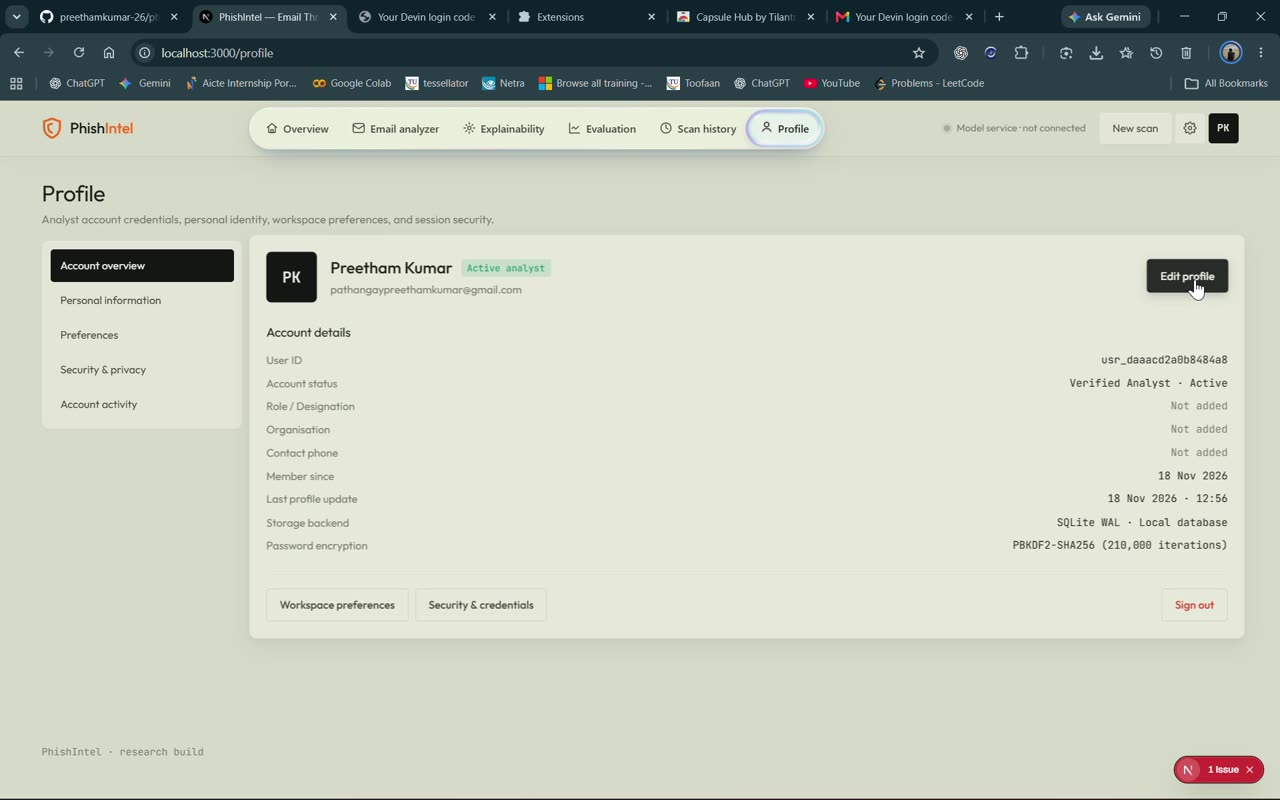 preethamkumar-26/ph
PhishIntel — Email Thr
Your Devin login code
Extensions
Capsule Hub by Tilant
Your Devin login code
Ask Gemini
localhost:3000/profile
ChatGPT
Gemini
Aicte Internship Por...
Google Colab
tessellator
Netra
Browse all training -...
Toofaan
ChatGPT
YouTube
Problems - LeetCode
All Bookmarks
PhishIntel
Overview
Email analyzer
Explainability
Evaluation
Scan history
Profile
Model service · not connected
New scan
PK
Profile
Analyst account credentials, personal identity, workspace preferences, and session security.
Account overview
Personal information
Preferences
Security & privacy
Account activity
PK
Preetham Kumar
Active analyst
pathangaypreethamkumar@gmail.com
Edit profile
Account details
User ID usr_daaacd2a0b8484a8
Account status Verified Analyst · Active
Role / Designation Not added
Organisation Not added
Contact phone Not added
Member since 18 Nov 2026
Last profile update 18 Nov 2026 · 12:56
Storage backend SQLite WAL · Local database
Password encryption PBKDF2-SHA256 (210,000 iterations)
Workspace preferences
Security & credentials
Sign out
PhishIntel · research build
N 1 Issue